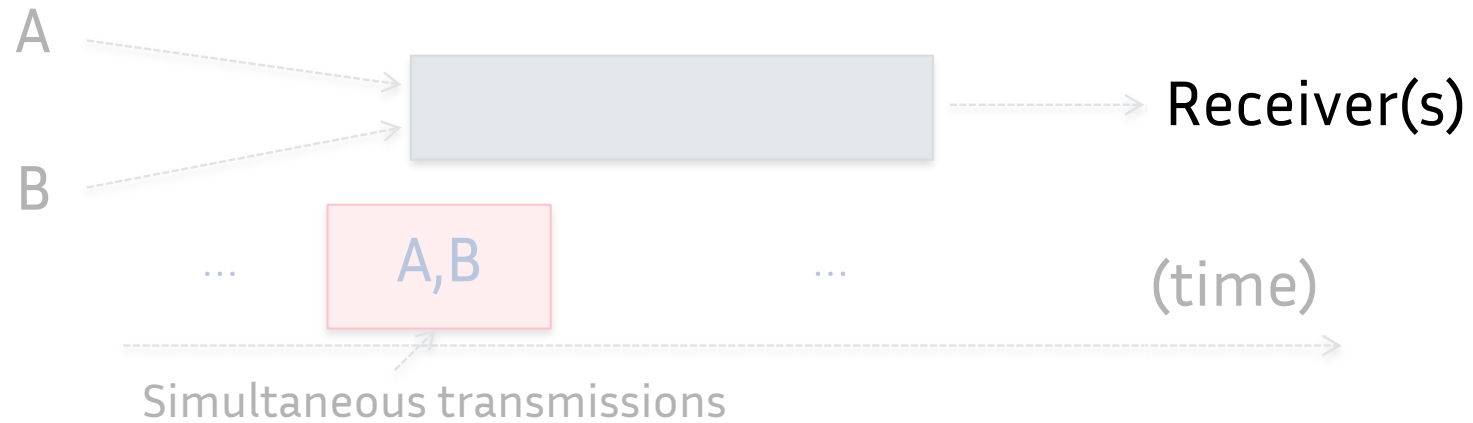 A
Receiver(s)
B
... A,B ... (time)
Simultaneous transmissions